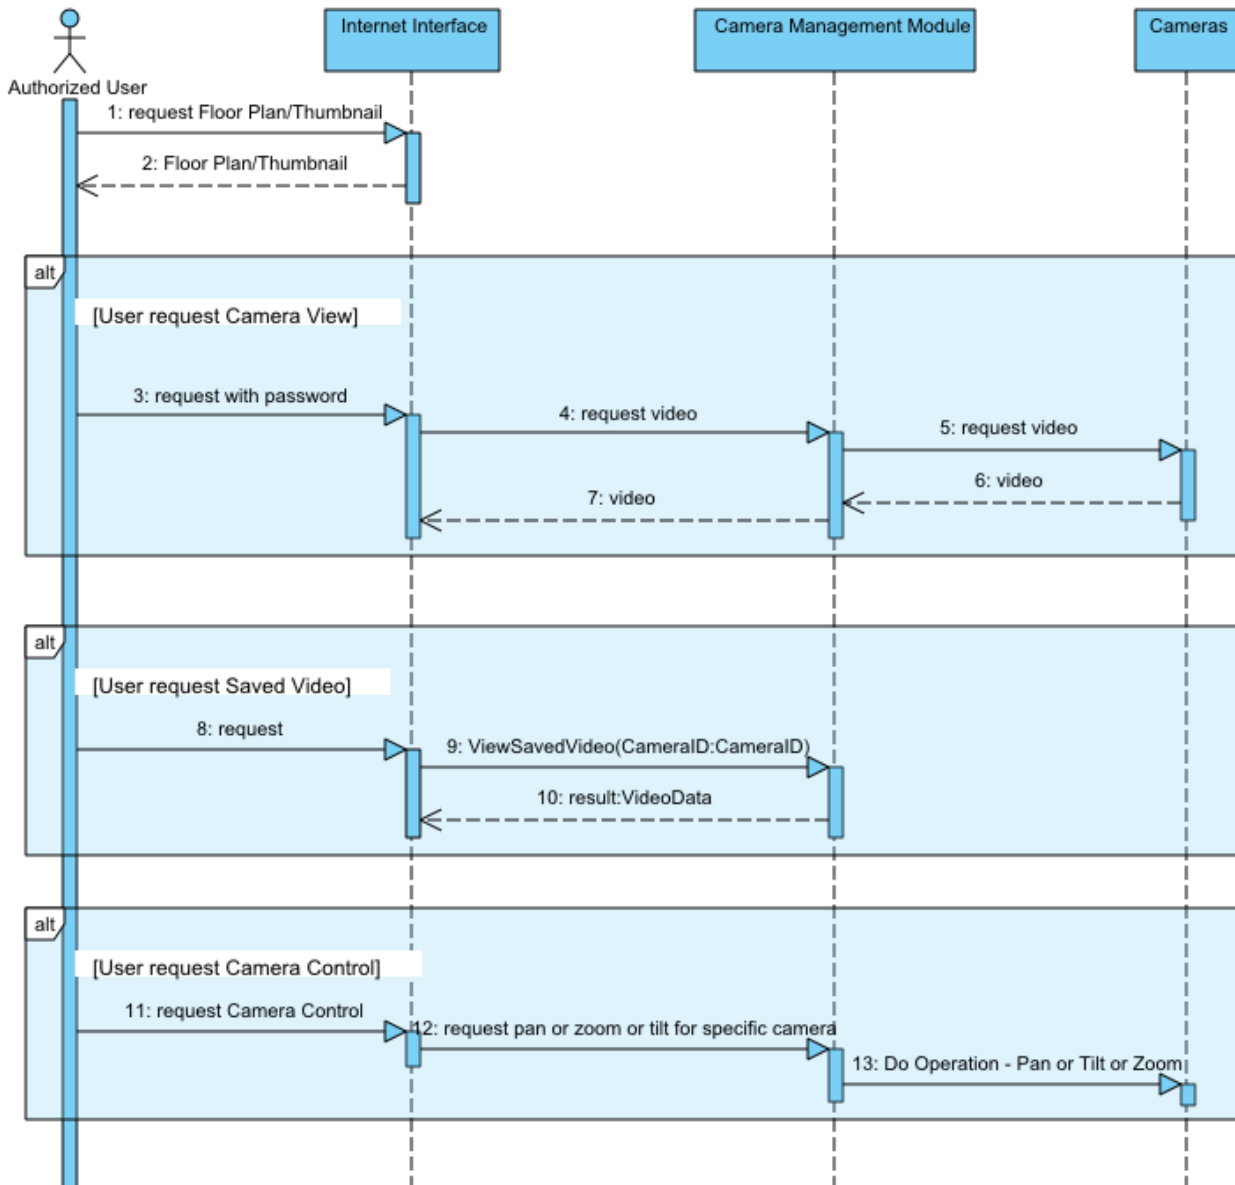 Internet Interface
Camera Management Module
Cameras
Authorized User
1: request Floor Plan/Thumbnail
2: Floor Plan/Thumbnail
alt
[User request Camera View]
3: request with password
4: request video
5: request video
6: video
7: video
alt
[User request Saved Video]
8: request
9: ViewSavedVideo(CameraID:CameraID)
10: result:VideoData
alt
[User request Camera Control]
11: request Camera Control
12: request pan or zoom or tilt for specific camera
13: Do Operation - Pan or Tilt or Zoom